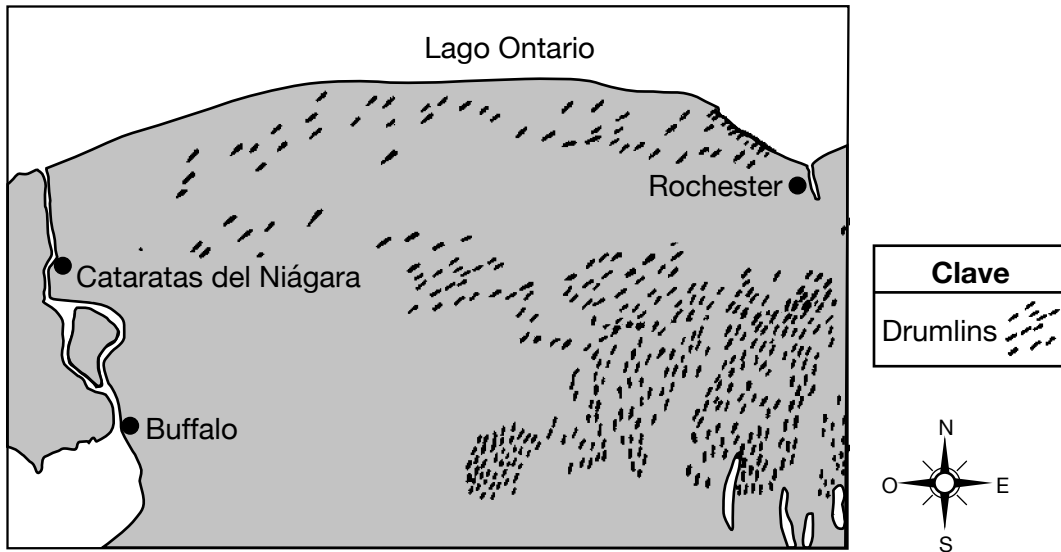 Lago Ontario
Rochester
Cataratas del Niágara
Buffalo
Clave
Drumlins
N
O
E
S